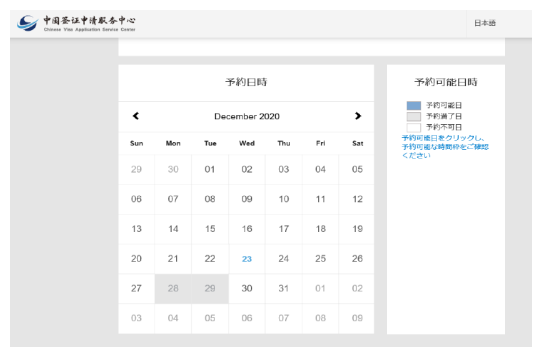 中国签证申请服务中心
Chinese Visa Application Service Center
日本語
予約日時
December 2020
Sun Mon Tue Wed Thu Fri Sat
29 30 01 02 03 04 05
06 07 08 09 10 11 12
13 14 15 16 17 18 19
20 21 22 23 24 25 26
27 28 29 30 31 01 02
03 04 05 06 07 08 09
予約可能日時
予約可能日
予約満了日
予約不可日
予約可能日をクリックし、
予約可能な時間枠をご確認
ください